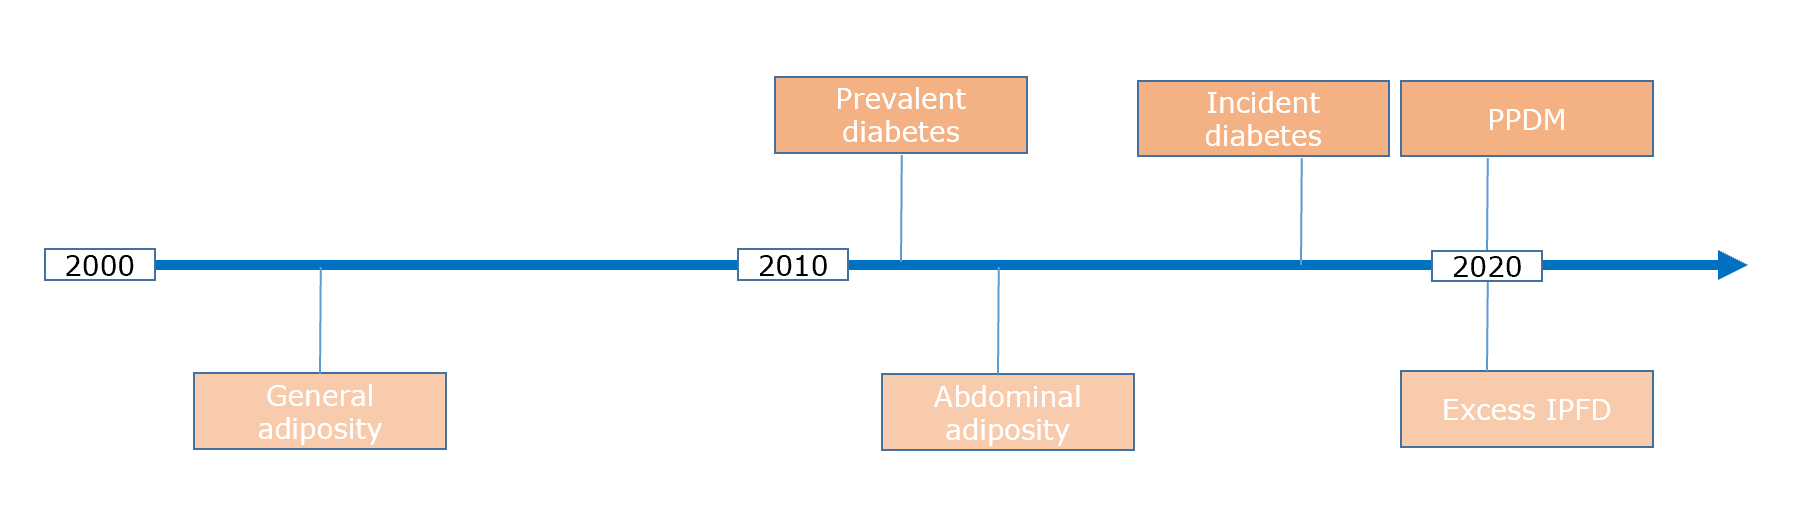 Prevalent
diabetes
Incident
diabetes
PPDM
2000
2010
2020
General
adiposity
Abdominal
adiposity
Excess IPFD